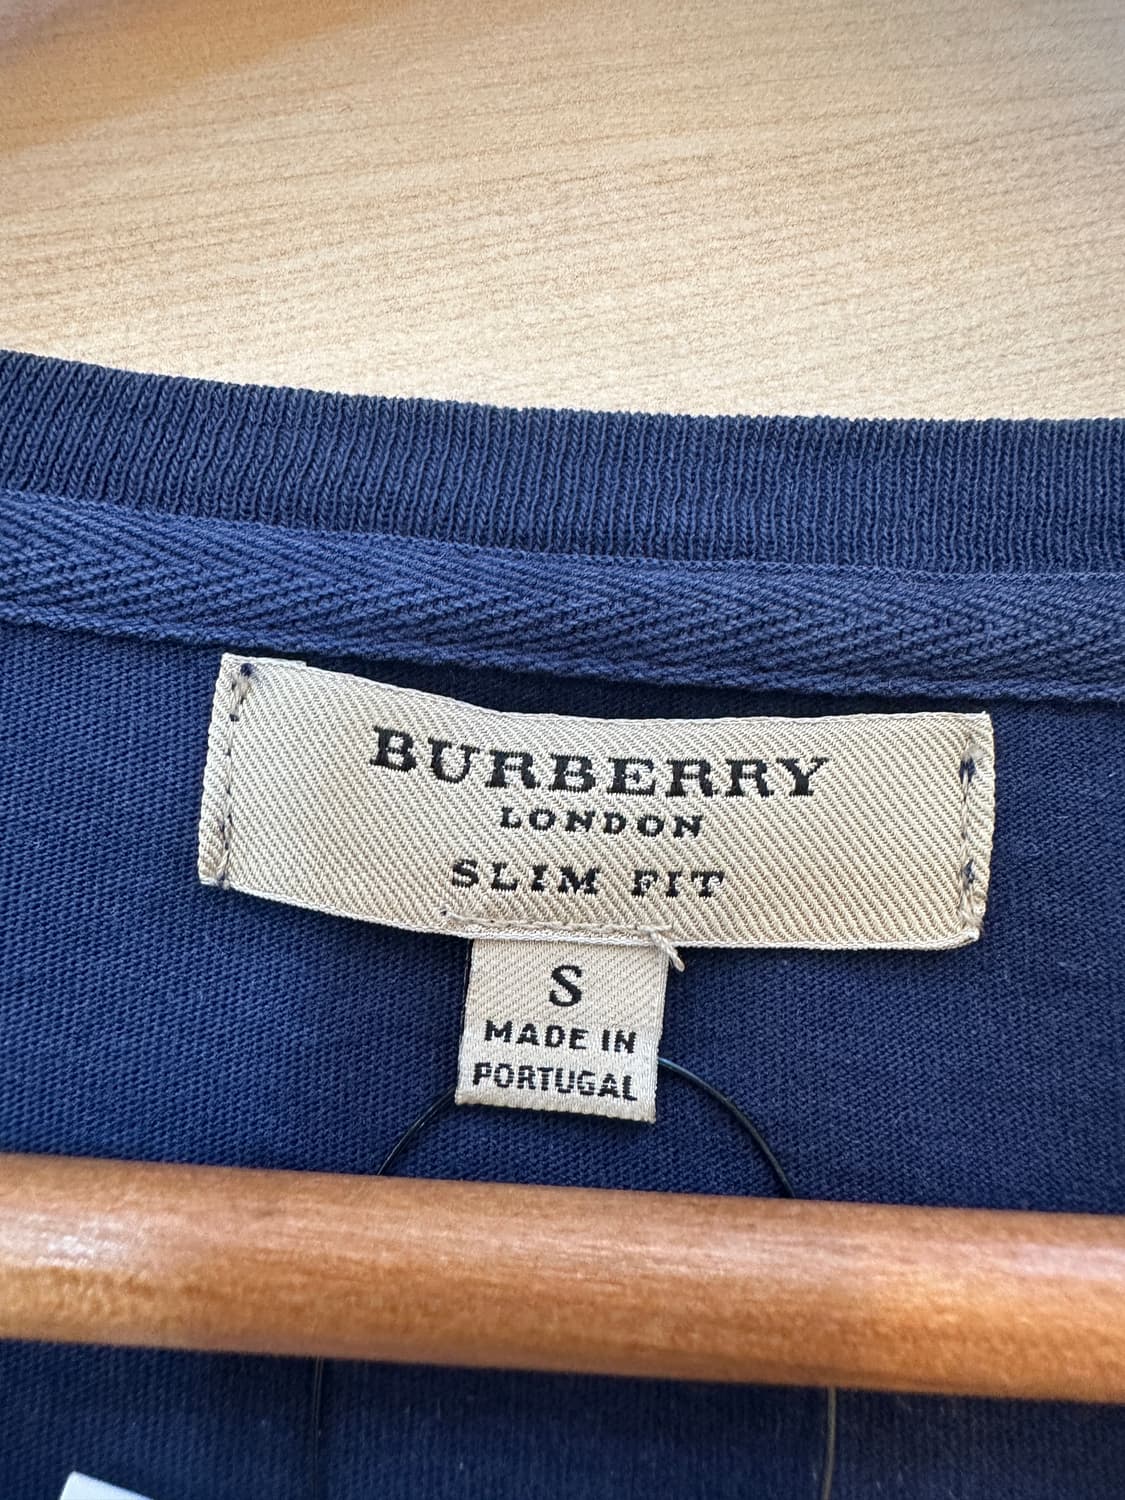 BURBERRY
LONDON
SLIM FIT
S
MADE IN
PORTUGAL